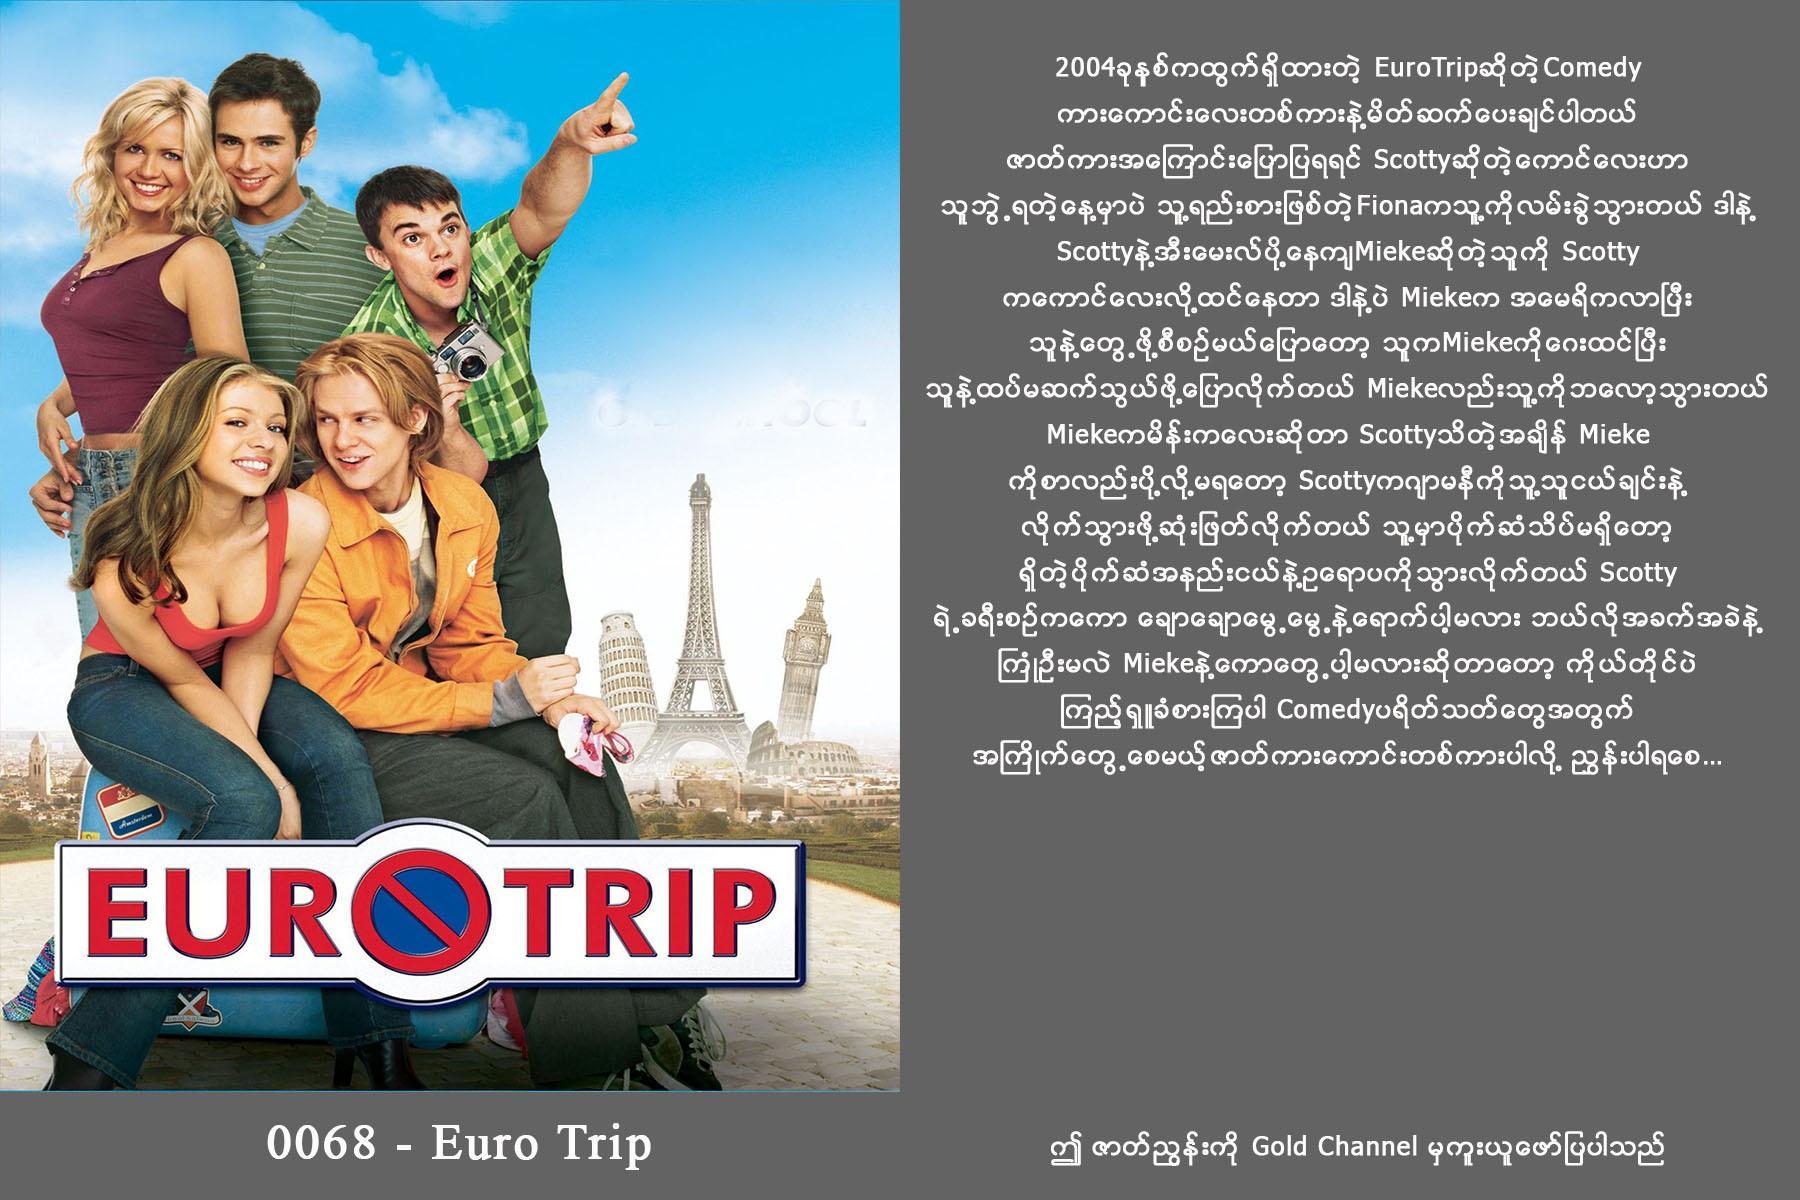 EUROTRIP
0068 - Euro Trip
2004ခုနှစ်ကထွက်ရှိထားတဲ့ EuroTripဆိုတဲ့ Comedy
ကားကောင်းလေးတစ်ကားနဲ့မိတ်ဆက်ပေးချင်ပါတယ်
ဇာတ်ကားအကြောင်းပြောပြရရင် Scottyဆိုတဲ့ကောင်လေးဟာ
သူဘွဲ့ရတဲ့နေ့မှာပဲ သူ့ရည်းစားဖြစ်တဲ့Fionaကသူ့ကိုလမ်းခွဲသွားတယ် ဒါနဲ့
Scottyနဲ့အီးမေးလ်ပို့နေကျMiekeဆိုတဲ့သူကို Scotty
ကကောင်လေးလို့ထင်နေတာ ဒါနဲ့ပဲ Miekeက အမေရိကလာပြီး
သူနဲ့တွေ့ဖို့စီစဉ်မယ်ပြောတော့ သူကMiekeကိုဂေးထင်ပြီး
သူနဲ့ထပ်မဆက်သွယ်ဖို့ပြောလိုက်တယ် Miekeလည်းသူ့ကိုဘလော့သွားတယ်
Miekeကမိန်းကလေးဆိုတာ Scottyသိတဲ့အချိန် Mieke
ကိုစာလည်းပို့လို့မရတော့ Scottyကဂျာမနီကိုသူ့သူငယ်ချင်းနဲ့
လိုက်သွားဖို့ဆုံးဖြတ်လိုက်တယ် သူ့မှာပိုက်ဆံသိပ်မရှိတော့
ရှိတဲ့ပိုက်ဆံအနည်းငယ်နဲ့ဥရောပကိုသွားလိုက်တယ် Scotty
ရဲ့ခရီးစဉ်ကကော ချောချောမွေ့မွေ့နဲ့ရောက်ပါ့မလား ဘယ်လိုအခက်အခဲနဲ့
ကြုံဦးမလဲ Miekeနဲ့ကောတွေ့ပါ့မလားဆိုတာတော့ ကိုယ်တိုင်ပဲ
ကြည့်ရှူခံစားကြပါ Comedyပရိတ်သတ်တွေအတွက်
အကြိုက်တွေ့စေမယ့်ဇာတ်ကားကောင်းတစ်ကားပါလို့ ညွှန်းပါရစေ...
ဤ ဇာတ်ညွှန်းကို Gold Channel မှကူးယူဖော်ပြပါသည်